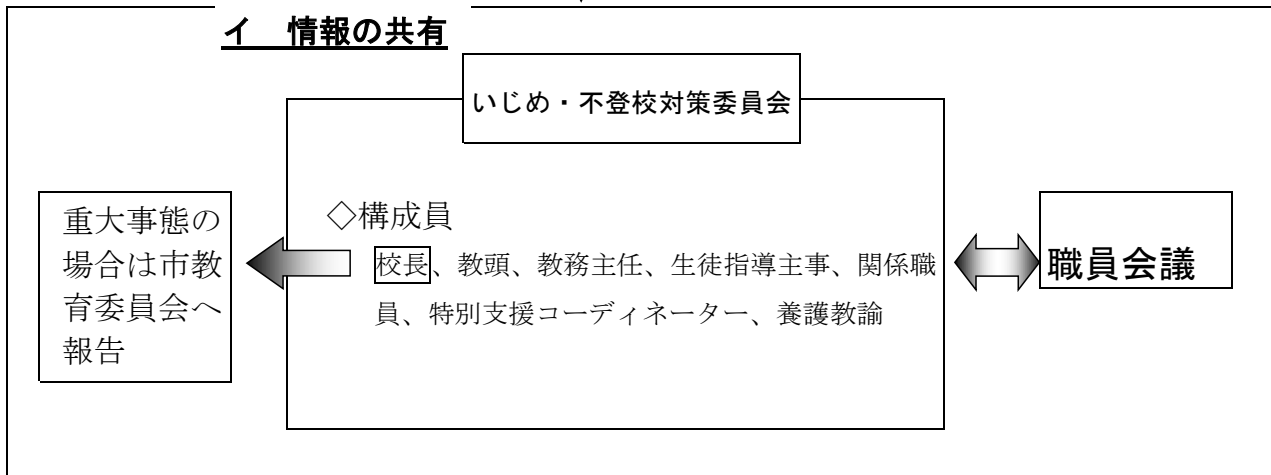 イ　情報の共有
いじめ・不登校対策委員会
重大事態の
場合は市教
育委員会へ
報告
◇構成員
校長、教頭、教務主任、生徒指導主事、関係職
員、特別支援コーディネーター、養護教諭
職員会議